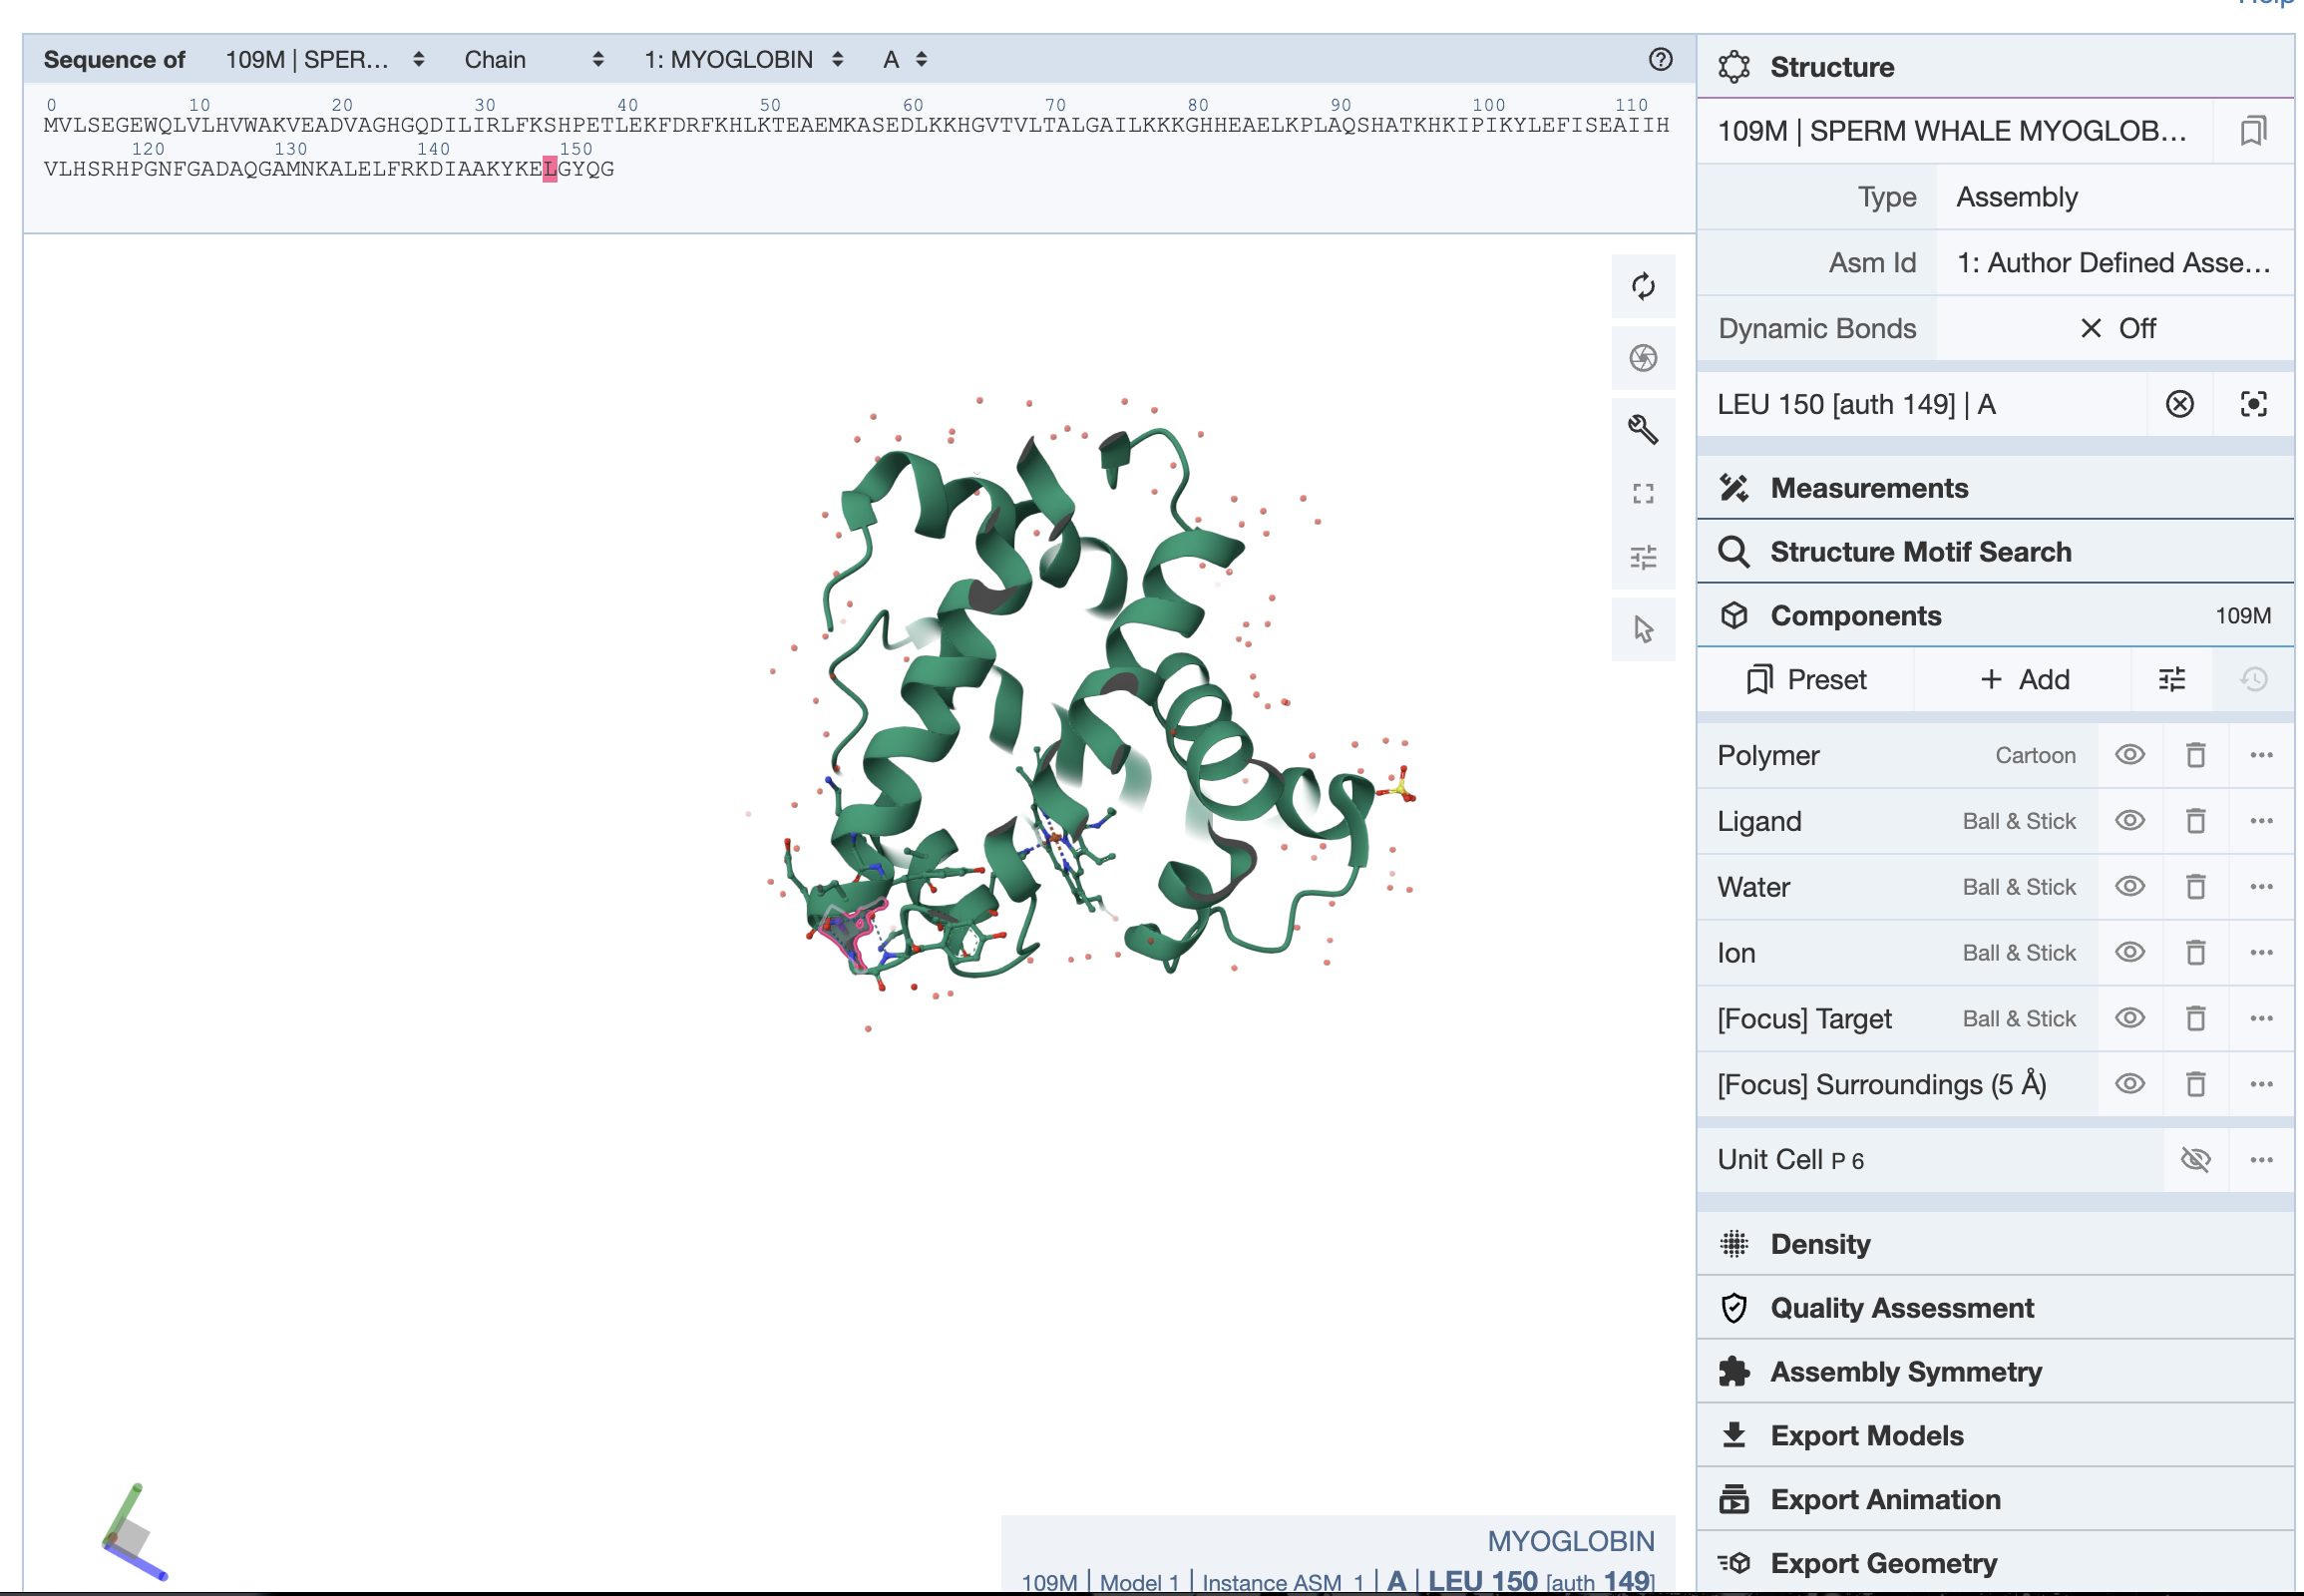 Help
Sequence of 109M | SPER... Chain 1: MYOGLOBIN A
0 10 20 30 40 50 60 70 80 90 100 110
MVLSEGEWQLVLHVWAKVEADVAGHGQDILIRLFKSHPETLEKFDRFKHLKTEAEMKASEDLKKHGVTVLTALGAILKKKGHHEAELKPLAQSHATKHKIPIKYLEFISEAIIH
120 130 140 150
VLHSRHPGNFGADAQGAMNKALELFRKDIAAKYKELGYQG
Structure
109M | SPERM WHALE MYOGLOB...
Type Assembly
Asm Id 1: Author Defined Asse...
Dynamic Bonds Off
LEU 150 [auth 149] | A
Measurements
Structure Motif Search
Components 109M
Preset + Add
Polymer Cartoon
Ligand Ball & Stick
Water Ball & Stick
Ion Ball & Stick
[Focus] Target Ball & Stick
[Focus] Surroundings (5 Å)
Unit Cell P 6
Density
Quality Assessment
Assembly Symmetry
Export Models
Export Animation
Export Geometry
MYOGLOBIN
109M | Model 1 | Instance ASM_1 | A | LEU 150 [auth 149]